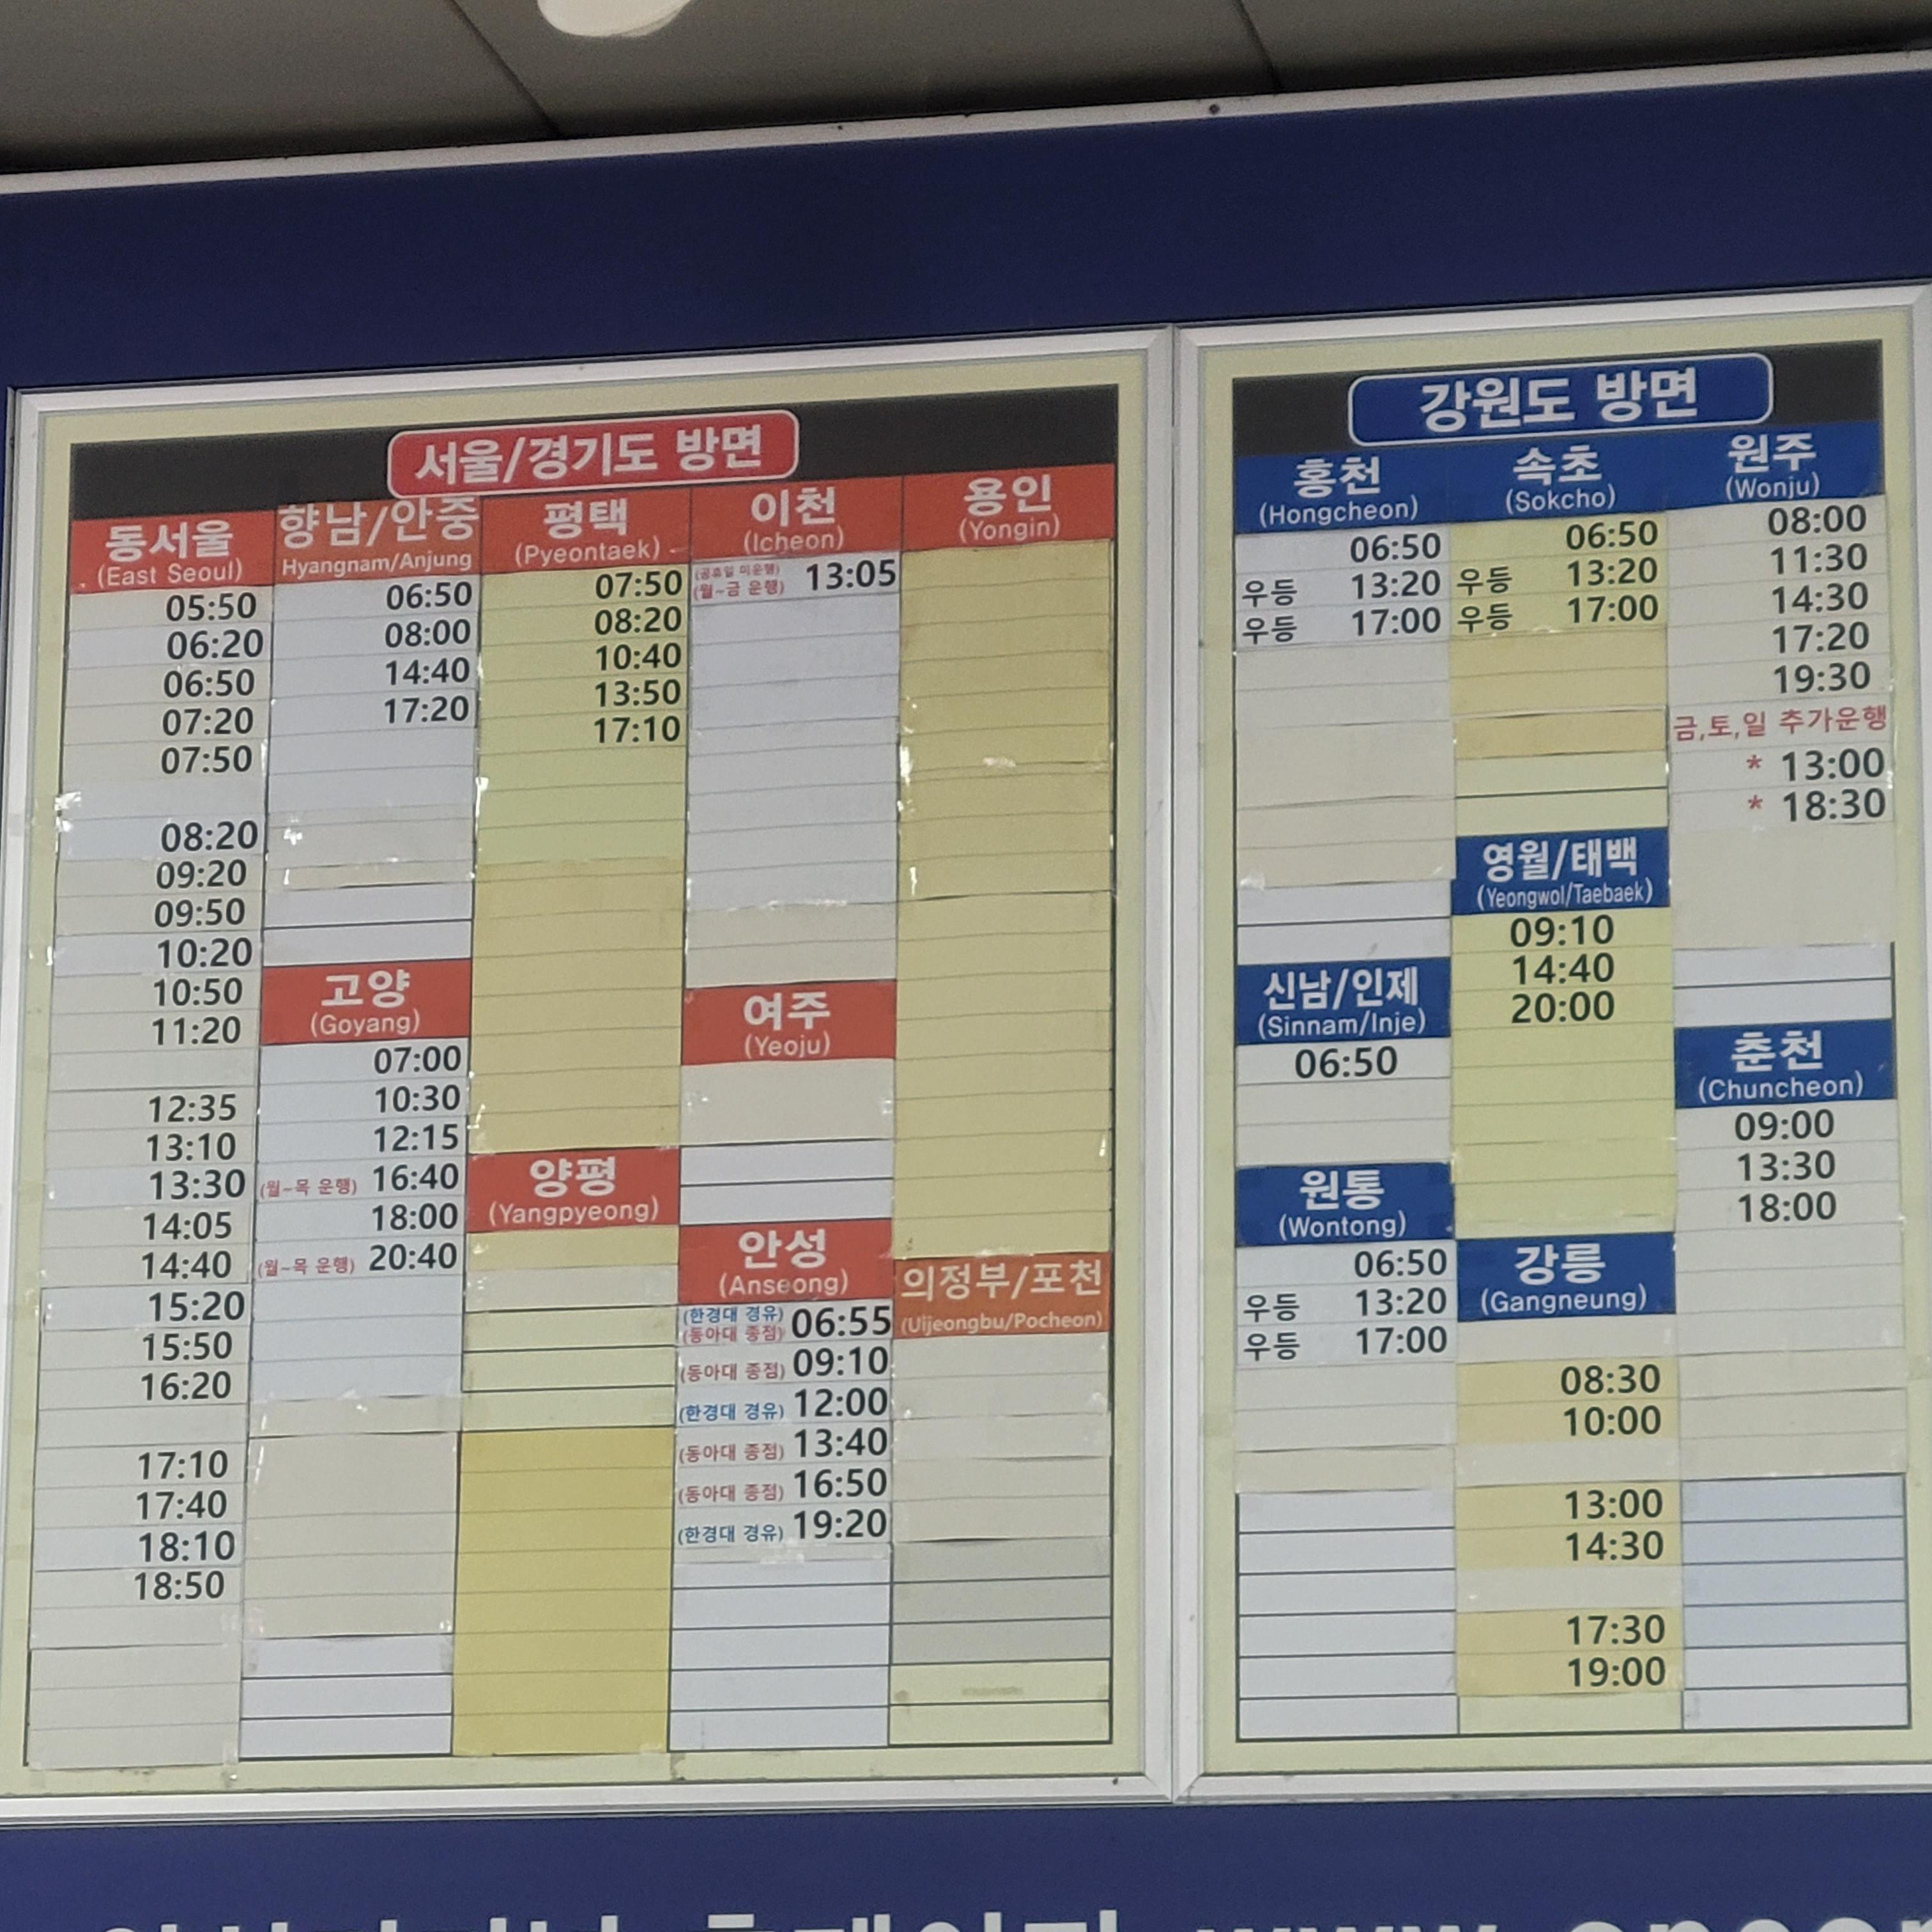 서울/경기도 방면
동서울
(East Seoul)
05:50
06:20
06:50
07:20
07:50
08:20
09:20
09:50
10:20
10:50
11:20
12:35
13:10
13:30
14:05
14:40
15:20
15:50
16:20
17:10
17:40
18:10
18:50
향남/안중
Hyangnam/Anjung
06:50
08:00
14:40
17:20
고양
(Goyang)
07:00
10:30
12:15
(월~목 운행) 16:40
18:00
(월~목 운행) 20:40
평택
(Pyeontaek)
07:50
08:20
10:40
13:50
17:10
양평
(Yangpyeong)
이천
(Icheon)
(공휴일 미운행)
(월~금 운행) 13:05
여주
(Yeoju)
안성
(Anseong)
(한경대 경유)
(동아대 종점) 06:55
(동아대 종점) 09:10
(한경대 경유) 12:00
(동아대 종점) 13:40
(동아대 종점) 16:50
(한경대 경유) 19:20
용인
(Yongin)
의정부/포천
(Uijeongbu/Pocheon)
강원도 방면
홍천
(Hongcheon)
06:50
우등 13:20
우등 17:00
신남/인제
(Sinnam/Inje)
06:50
원통
(Wontong)
06:50
우등 13:20
우등 17:00
속초
(Sokcho)
06:50
우등 13:20
우등 17:00
영월/태백
(Yeongwol/Taebaek)
09:10
14:40
20:00
강릉
(Gangneung)
08:30
10:00
13:00
14:30
17:30
19:00
원주
(Wonju)
08:00
11:30
14:30
17:20
19:30
금,토,일 추가운행
* 13:00
* 18:30
춘천
(Chuncheon)
09:00
13:30
18:00